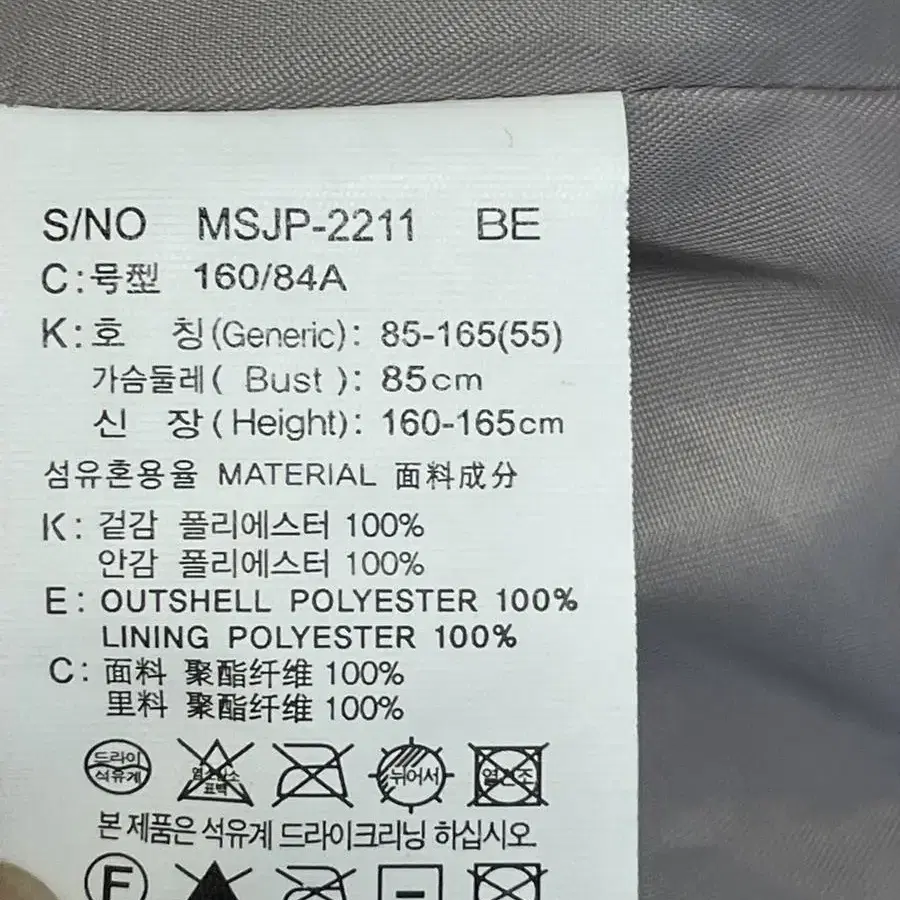 S/NO MSJP-2211 BE
C:号型 160/84A
K:호 칭(Generic): 85-165(55)
가슴둘레( Bust ): 85cm
신 장(Height): 160-165cm
섬유혼용율 MATERIAL 面料成分
K: 겉감 폴리에스터 100%
안감 폴리에스터 100%
E: OUTSHELL POLYESTER 100%
LINING POLYESTER 100%
C: 面料 聚酯纤维 100%
里料 聚酯纤维 100%
드라이 뉘어서
석유계 표백
본 제품은 석유계 드라이크리닝 하십시오
F